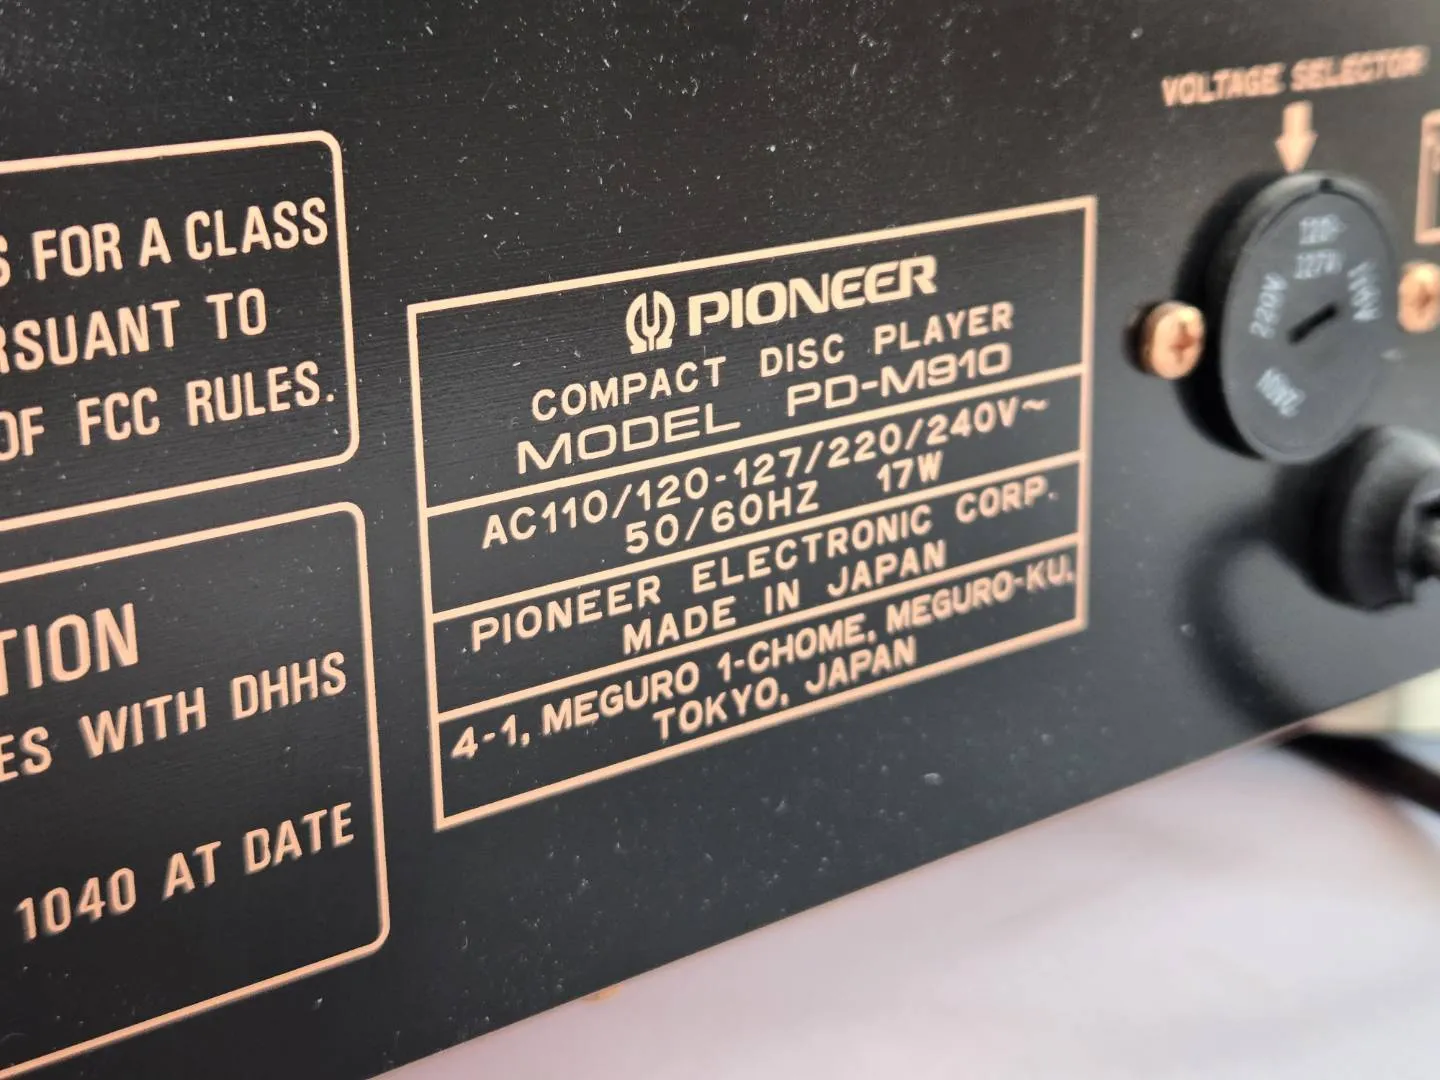 S FOR A CLASS
RSUANT TO
OF FCC RULES.
TION
ES WITH DHHS
1040 AT DATE
PIONEER
COMPACT DISC PLAYER
MODEL PD-M910
AC110/120-127/220/240V~
50/60HZ 17W
PIONEER ELECTRONIC CORP.
MADE IN JAPAN
4-1, MEGURO 1-CHOME, MEGURO-KU,
TOKYO, JAPAN
VOLTAGE SELECTOR
120-
127V
110V
220V
240V